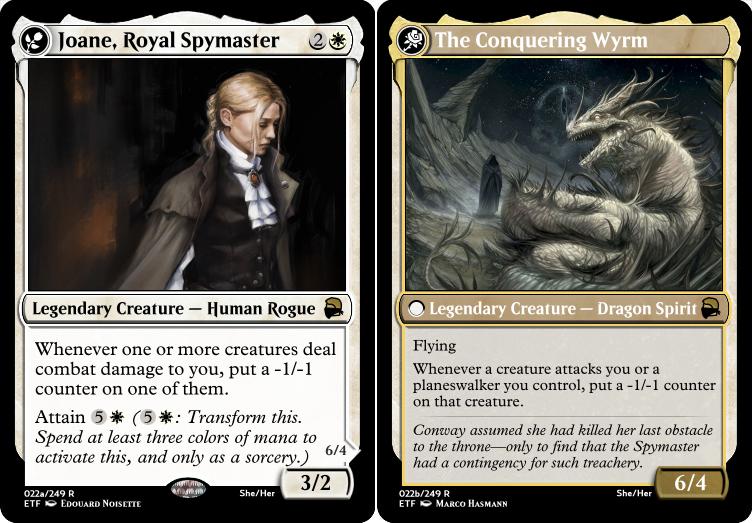 Joane, Royal Spymaster 2
Legendary Creature — Human Rogue
Whenever one or more creatures deal
combat damage to you, put a -1/-1
counter on one of them.
Attain 5 (5: Transform this.
Spend at least three colors of mana to
activate this, and only as a sorcery.)
6/4
3/2
022a/249 R
She/Her
ETF Edouard Noisette
The Conquering Wyrm
Legendary Creature — Dragon Spirit
Flying
Whenever a creature attacks you or a
planeswalker you control, put a -1/-1 counter
on that creature.
Conway assumed she had killed her last obstacle
to the throne—only to find that the Spymaster
had a contingency for such treachery.
6/4
022b/249 R
She/Her
ETF Marco Hasmann